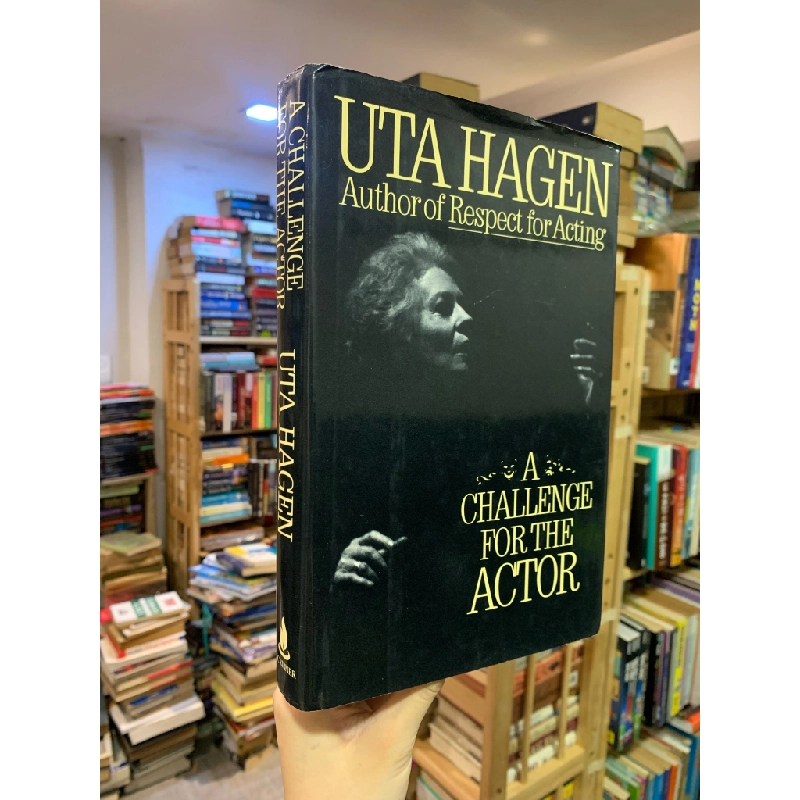 UTA HAGEN
Author of Respect for Acting
A
CHALLENGE
FOR THE
ACTOR
A CHALLENGE
FOR THE ACTOR
UTA HAGEN